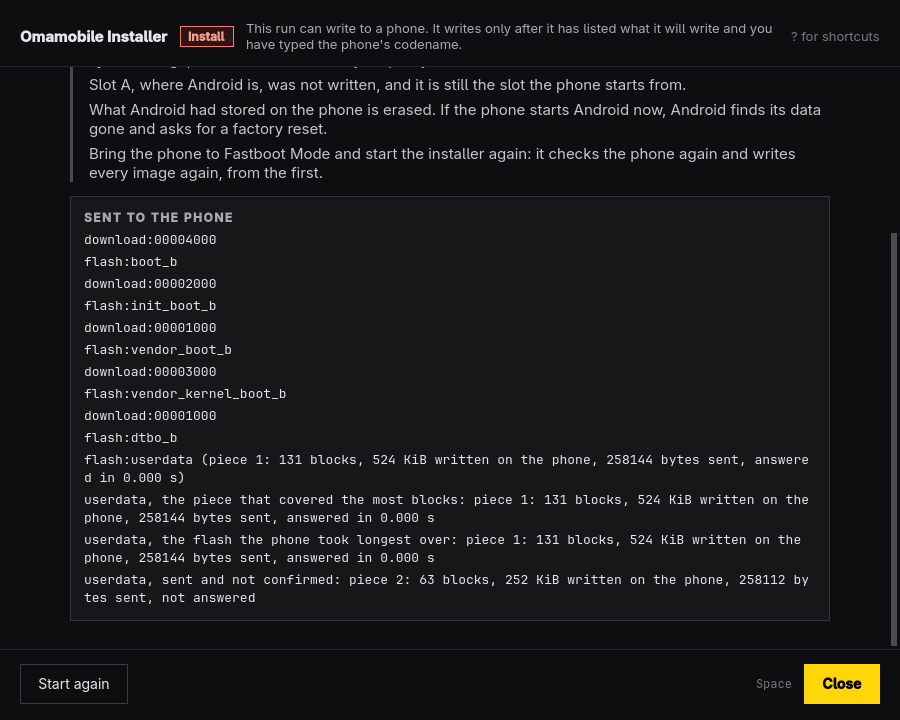 Omamobile Installer
Install
This run can write to a phone. It writes only after it has listed what it will write and you
have typed the phone's codename.
? for shortcuts
Slot A, where Android is, was not written, and it is still the slot the phone starts from.
What Android had stored on the phone is erased. If the phone starts Android now, Android finds its data
gone and asks for a factory reset.
Bring the phone to Fastboot Mode and start the installer again: it checks the phone again and writes
every image again, from the first.
SENT TO THE PHONE
download:00004000
flash:boot_b
download:00002000
flash:init_boot_b
download:00001000
flash:vendor_boot_b
download:00003000
flash:vendor_kernel_boot_b
download:00001000
flash:dtbo_b
flash:userdata (piece 1: 131 blocks, 524 KiB written on the phone, 258144 bytes sent, answere
d in 0.000 s)
userdata, the piece that covered the most blocks: piece 1: 131 blocks, 524 KiB written on the
phone, 258144 bytes sent, answered in 0.000 s
userdata, the flash the phone took longest over: piece 1: 131 blocks, 524 KiB written on the
phone, 258144 bytes sent, answered in 0.000 s
userdata, sent and not confirmed: piece 2: 63 blocks, 252 KiB written on the phone, 258112 by
tes sent, not answered
Start again
Space
Close